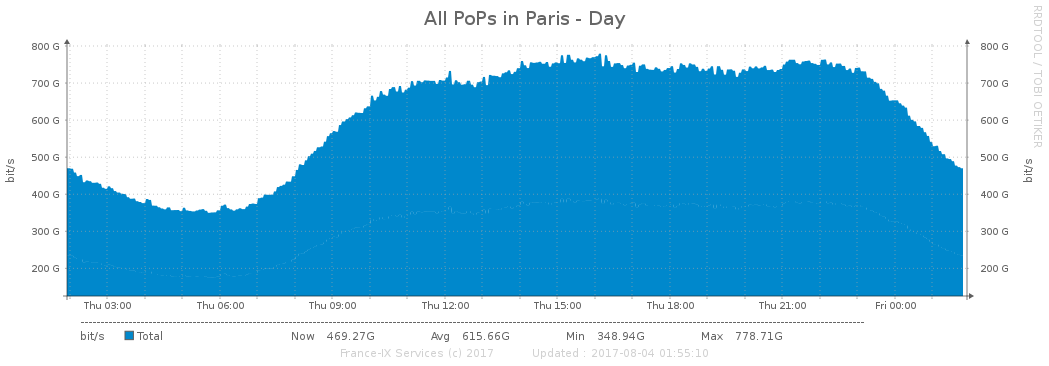 All PoPs in Paris - Day
RRDTOOL / TOBI OETIKER
800 G 800 G
700 G 700 G
600 G 600 G
500 G 500 G
400 G 400 G
300 G 300 G
200 G 200 G
bit/s
bit/s
Thu 03:00 Thu 06:00 Thu 09:00 Thu 12:00 Thu 15:00 Thu 18:00 Thu 21:00 Fri 00:00
bit/s Total Now 469.27G Avg 615.66G Min 348.94G Max 778.71G
France-IX Services (c) 2017 Updated : 2017-08-04 01:55:10